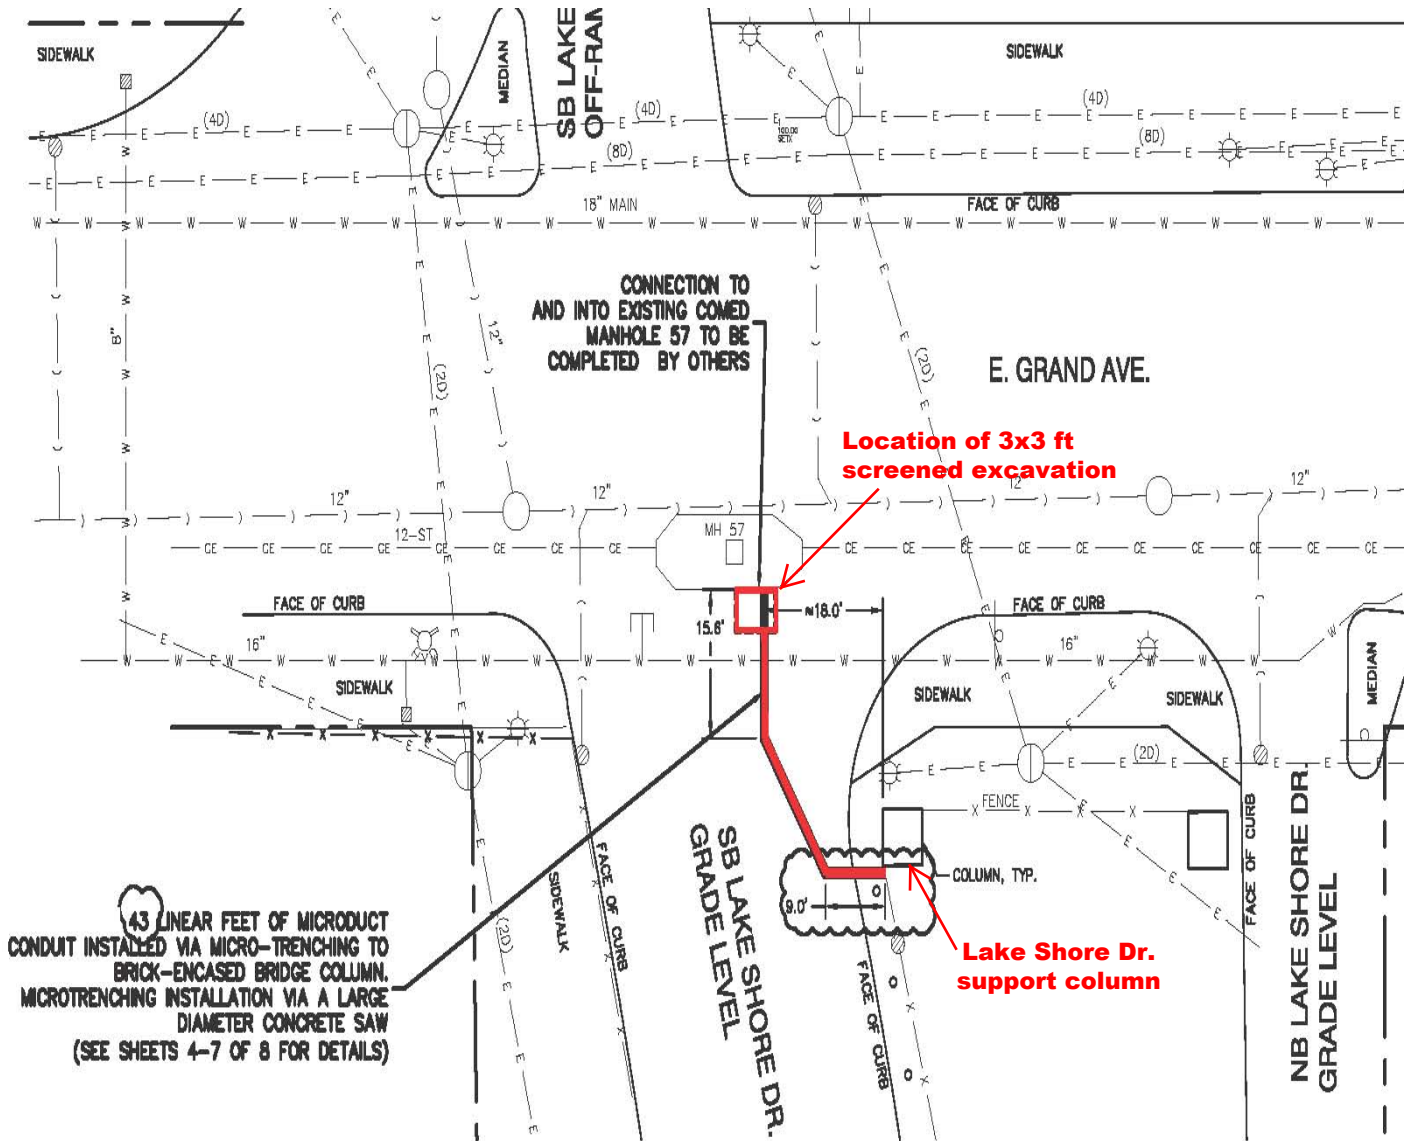 SIDEWALK
MEDIAN
SB LAKE
SIDEWALK
(4D)
(4D)
(4D)
(8D)
(8D)
18" MAIN
FACE OF CURB
CONNECTION TO
AND INTO EXISTING COMED
MANHOLE 57 TO BE
COMPLETED BY OTHERS
8"
12"
(2D)
(2D)
E. GRAND AVE.
Location of 3x3 ft
screened excavation
12"
12"
12"
12"
12-ST
MH 57
FACE OF CURB
15.6'
≈18.0'
FACE OF CURB
16"
16"
SIDEWALK
SIDEWALK
SIDEWALK
MEDIAN
(2D)
FENCE
SB LAKE SHORE DR.
GRADE LEVEL
FACE OF CURB
SIDEWALK
COLUMN, TYP.
9.0'
FACE OF CURB
NB LAKE SHORE DR.
GRADE LEVEL
43 LINEAR FEET OF MICRODUCT
CONDUIT INSTALLED VIA MICRO-TRENCHING TO
BRICK-ENCASED BRIDGE COLUMN.
MICROTRENCHING INSTALLATION VIA A LARGE
DIAMETER CONCRETE SAW
(SEE SHEETS 4-7 OF 8 FOR DETAILS)
(2D)
Lake Shore Dr.
support column
FACE OF CURB